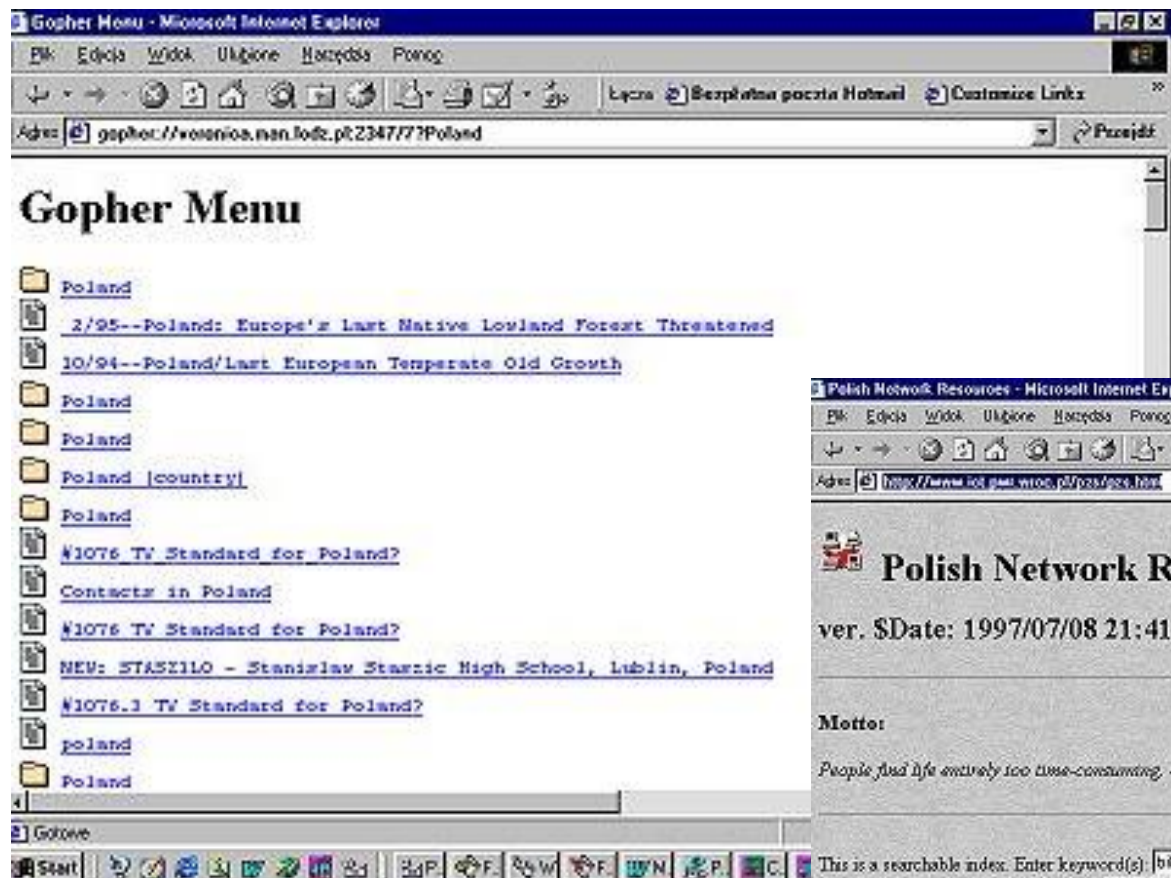 Gopher Menu - Microsoft Internet Explorer
Plik Edycja Widok Ulubione Narzędzia Pomoc
Łącza Bezpłatna poczta Hotmail Customize Links »
Adres gopher://veronica.man.lodz.pl:2347/7?Poland Przejdź
Gopher Menu
Poland
2/95--Poland: Europe's Last Native Lowland Forest Threatened
10/94--Poland/Last European Temperate Old Growth
Poland
Poland
Poland [country]
Poland
#1076 TV Standard for Poland?
Contacts in Poland
#1076 TV Standard for Poland?
NEW: STASZILO - Stanislaw Staszic High School, Lublin, Poland
#1076.3 TV Standard for Poland?
poland
Poland
Gotowe
Start P. F. W F. N. P. C.
Polish Network Resources - Microsoft Internet Ex
Plik Edycja Widok Ulubione Narzędzia Pomoc
Adres
Polish Network R
ver. $Date: 1997/07/08 21:41
Motto:
People find life entirely too time-consuming.
This is a searchable index. Enter keyword(s):